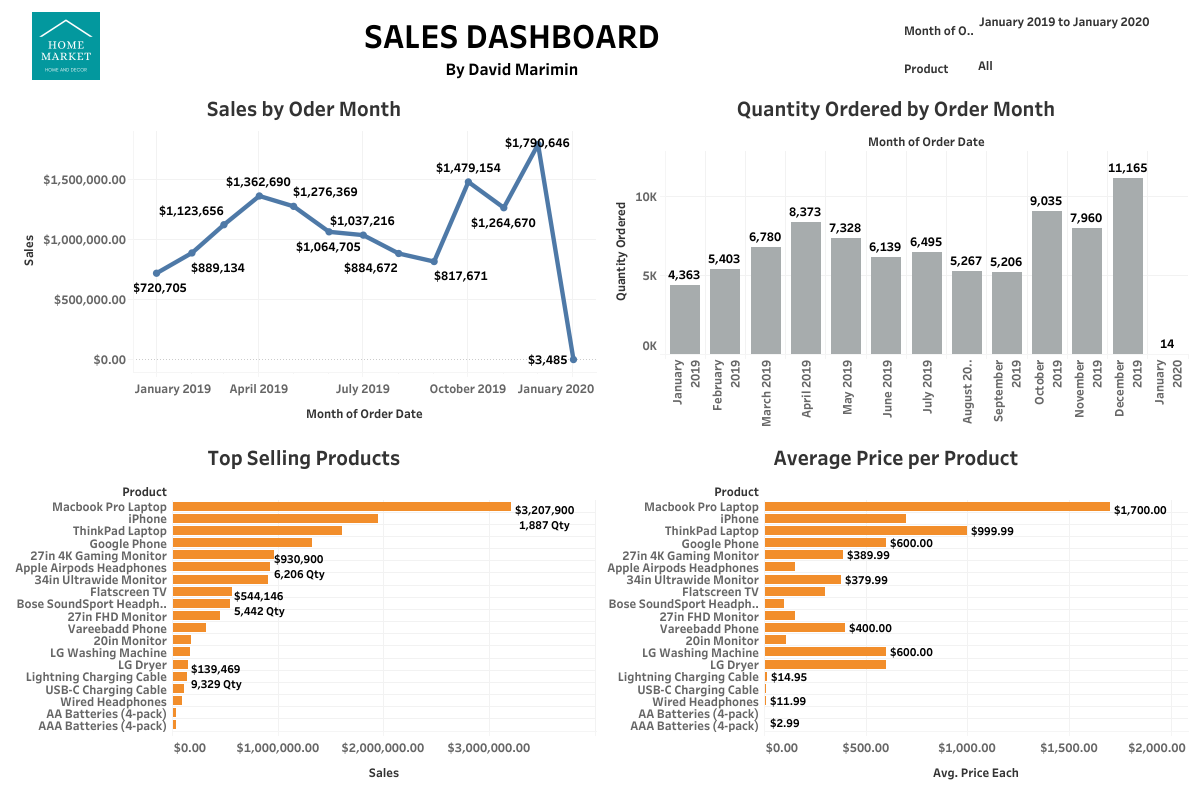 HOME
MARKET
HOME AND DECOR
SALES DASHBOARD
By David Marimin
Month of O.. January 2019 to January 2020
Product All
Sales by Oder Month
Sales
$1,500,000.00
$1,000,000.00
$500,000.00
$0.00
$720,705
$889,134
$1,123,656
$1,362,690
$1,276,369
$1,064,705
$1,037,216
$884,672
$817,671
$1,479,154
$1,264,670
$1,790,646
$3,485
January 2019 April 2019 July 2019 October 2019 January 2020
Month of Order Date
Quantity Ordered by Order Month
Month of Order Date
Quantity Ordered
10K
5K
0K
4,363
5,403
6,780
8,373
7,328
6,139
6,495
5,267
5,206
9,035
7,960
11,165
14
January 2019
February 2019
March 2019
April 2019
May 2019
June 2019
July 2019
August 20..
September 2019
October 2019
November 2019
December 2019
January 2020
Top Selling Products
Product
Macbook Pro Laptop
iPhone
ThinkPad Laptop
Google Phone
27in 4K Gaming Monitor
Apple Airpods Headphones
34in Ultrawide Monitor
Flatscreen TV
Bose SoundSport Headph..
27in FHD Monitor
Vareebadd Phone
20in Monitor
LG Washing Machine
LG Dryer
Lightning Charging Cable
USB-C Charging Cable
Wired Headphones
AA Batteries (4-pack)
AAA Batteries (4-pack)
$3,207,900
1,887 Qty
$930,900
6,206 Qty
$544,146
5,442 Qty
$139,469
9,329 Qty
$0.00 $1,0000,000.00 $2,0000,000.00 $3,0000,000.00
Sales
Average Price per Product
Product
Macbook Pro Laptop
iPhone
ThinkPad Laptop
Google Phone
27in 4K Gaming Monitor
Apple Airpods Headphones
34in Ultrawide Monitor
Flatscreen TV
Bose SoundSport Headph..
27in FHD Monitor
Vareebadd Phone
20in Monitor
LG Washing Machine
LG Dryer
Lightning Charging Cable
USB-C Charging Cable
Wired Headphones
AA Batteries (4-pack)
AAA Batteries (4-pack)
$1,700.00
$999.99
$600.00
$389.99
$379.99
$400.00
$600.00
$14.95
$11.99
$2.99
$0.00 $500.00 $1,000.00 $1,500.00 $2,000.00
Avg. Price Each